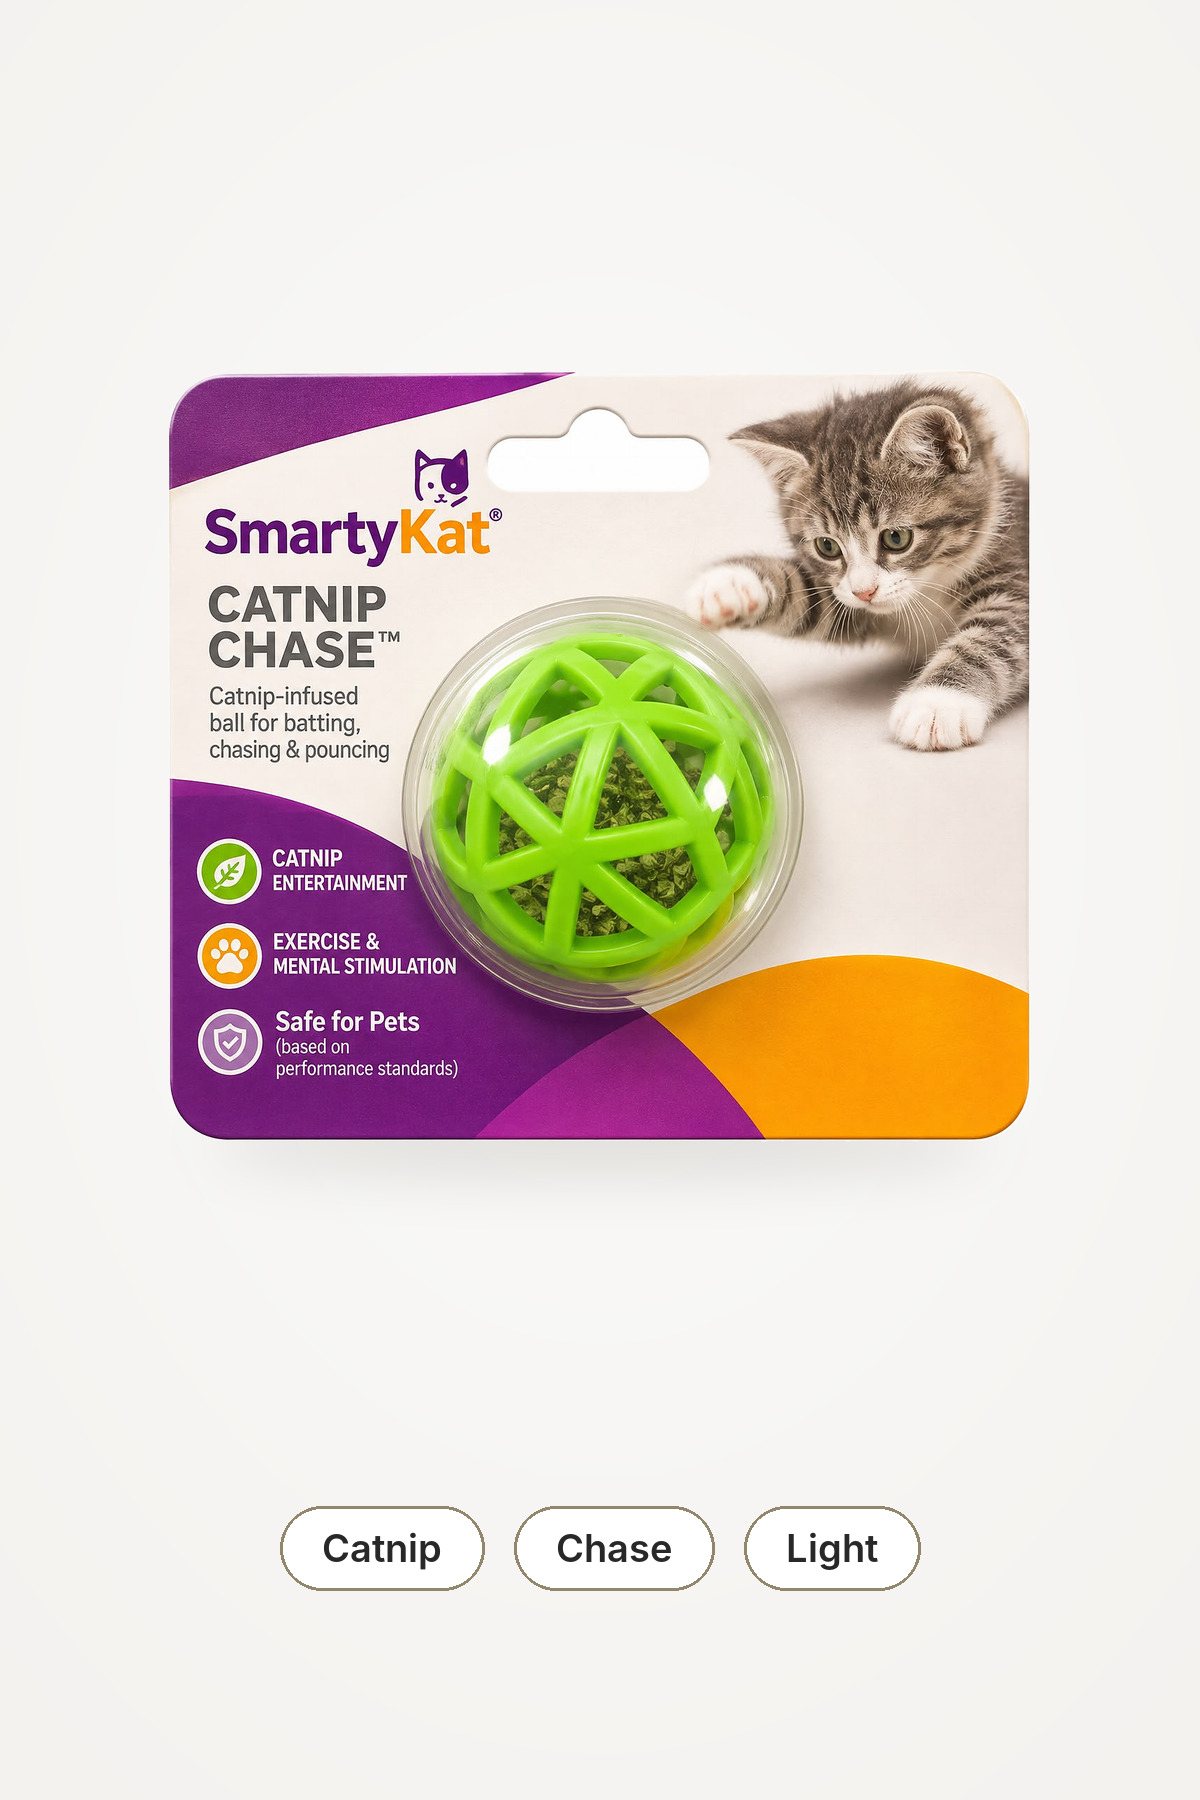 SmartyKat®
CATNIP
CHASE™
Catnip-infused
ball for batting,
chasing & pouncing
CATNIP
ENTERTAINMENT
EXERCISE &
MENTAL STIMULATION
Safe for Pets
(based on
performance standards)
Catnip
Chase
Light